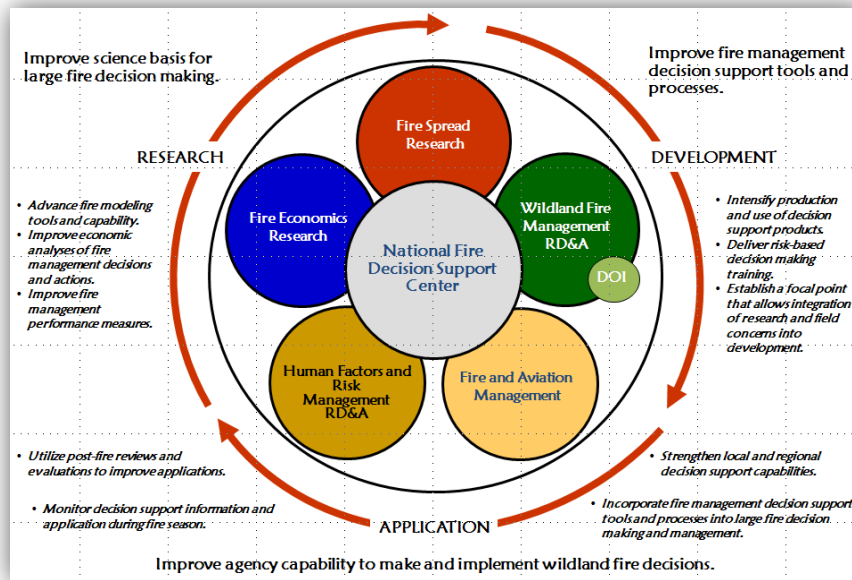 Improve science basis for
large fire decision making.
Improve fire management
decision support tools and
processes.
RESEARCH
DEVELOPMENT
Fire Spread
Research
Fire Economics
Research
Wildland Fire
Management
RD&A
DOI
National Fire
Decision Support
Center
Human Factors and
Risk
Management
RD&A
Fire and Aviation
Management
• Advance fire modeling
tools and capability.
• Improve economic
analyses of fire
management decisions
and actions.
• Improve fire
management
performance measures.
• Intensify production
and use of decision
support products.
• Deliver risk-based
decision making
training.
• Establish a focal point
that allows integration
of research and field
concerns into
development.
• Utilize post-fire reviews and
evaluations to improve applications.
• Monitor decision support information and
application during fire season.
• Strengthen local and regional
decision support capabilities.
• Incorporate fire management decision support
tools and processes into large fire decision
making and management.
APPLICATION
Improve agency capability to make and implement wildland fire decisions.